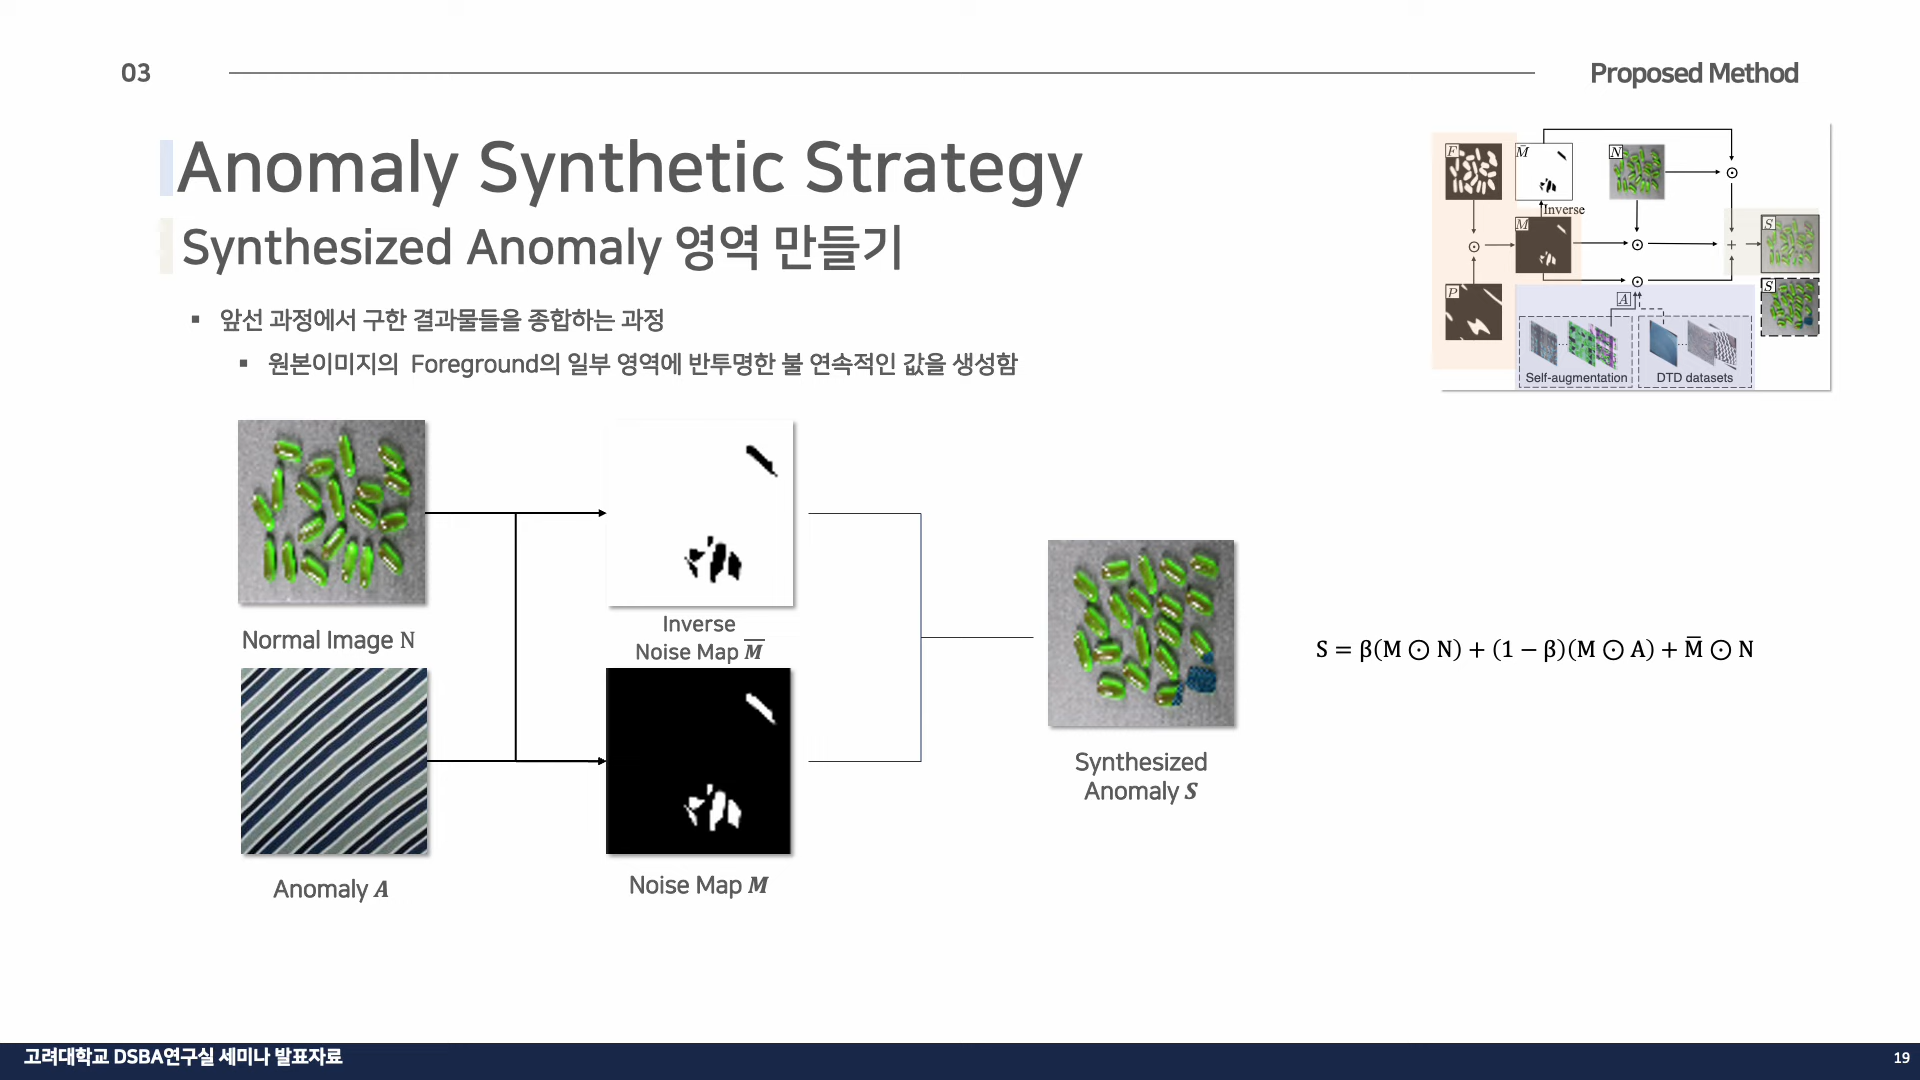 03
Proposed Method
Anomaly Synthetic Strategy
Synthesized Anomaly 영역 만들기
▪ 앞선 과정에서 구한 결과물들을 종합하는 과정
▪ 원본이미지의 Foreground의 일부 영역에 반투명한 불 연속적인 값을 생성함
F
M̄
N
Inverse
M
S
P
A
S
Self-augmentation
DTD datasets
Normal Image N
Inverse
Noise Map M̄
Anomaly A
Noise Map M
Synthesized
Anomaly S
S = β(M ⊙ N) + (1 − β)(M ⊙ A) + M̄ ⊙ N
고려대학교 DSBA연구실 세미나 발표자료
19